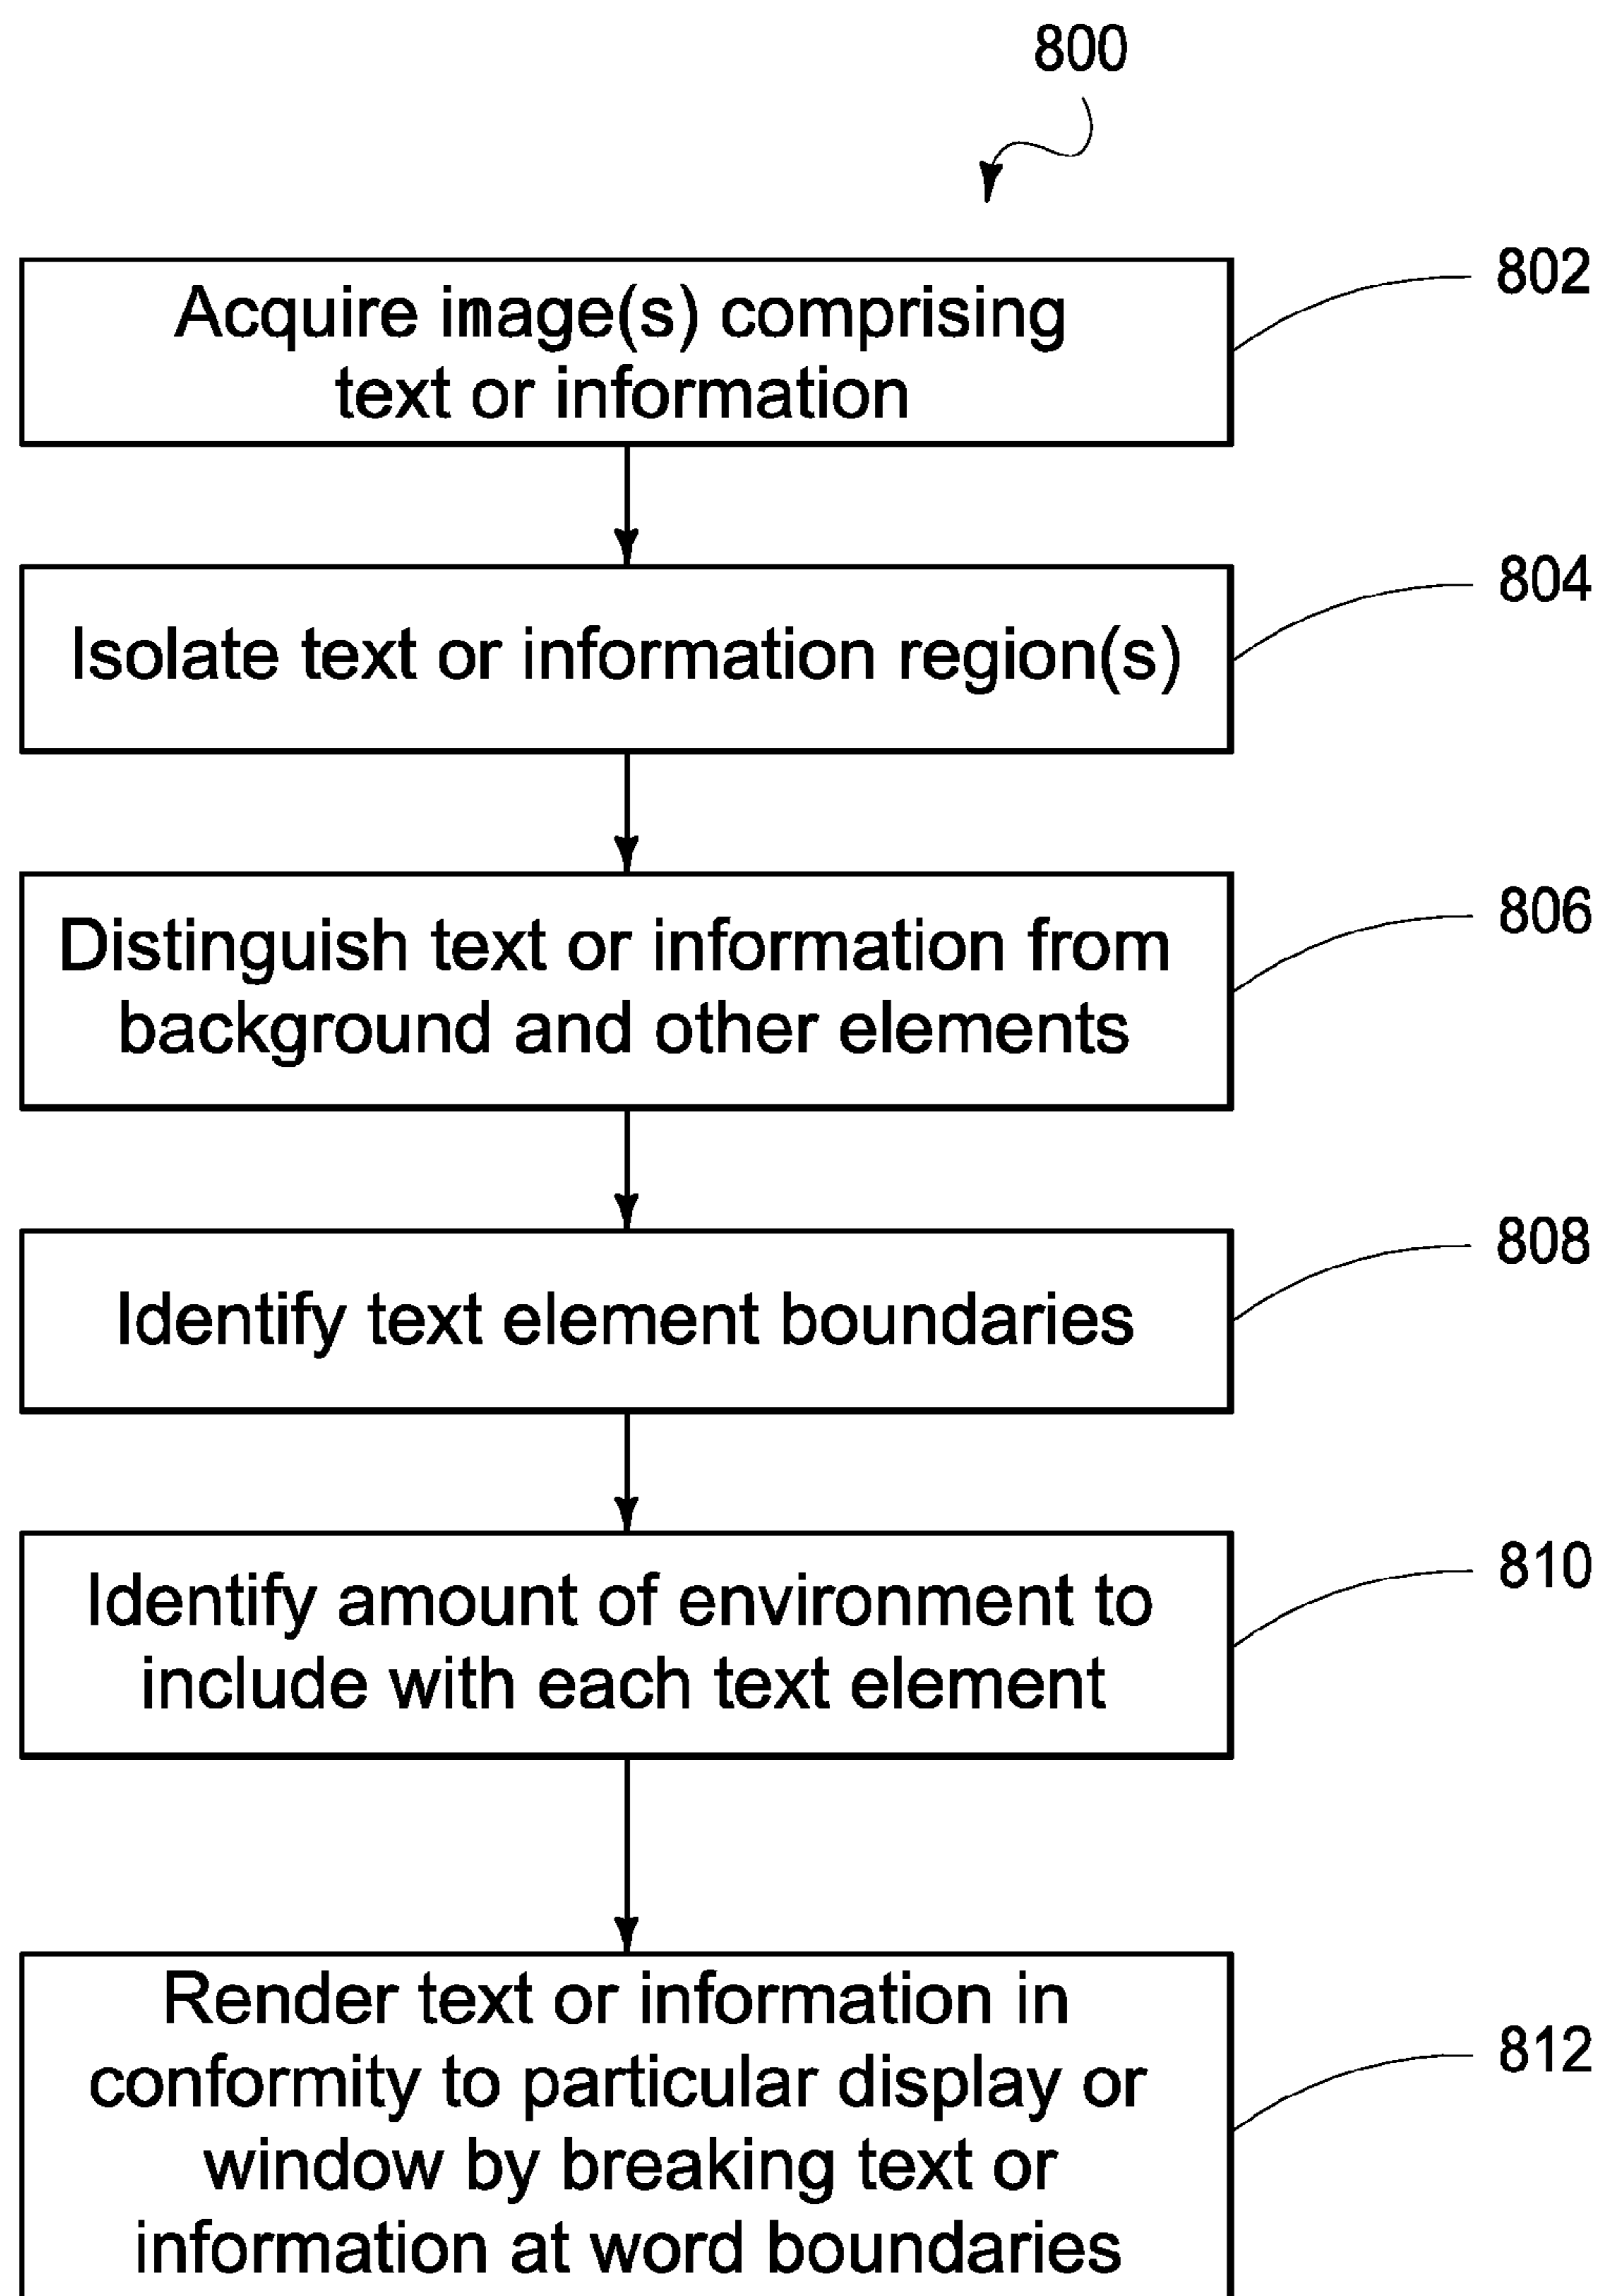 800
Acquire image(s) comprising
text or information
802
Isolate text or information region(s)
804
Distinguish text or information from
background and other elements
806
Identify text element boundaries
808
Identify amount of environment to
include with each text element
810
Render text or information in
conformity to particular display or
window by breaking text or
information at word boundaries
812